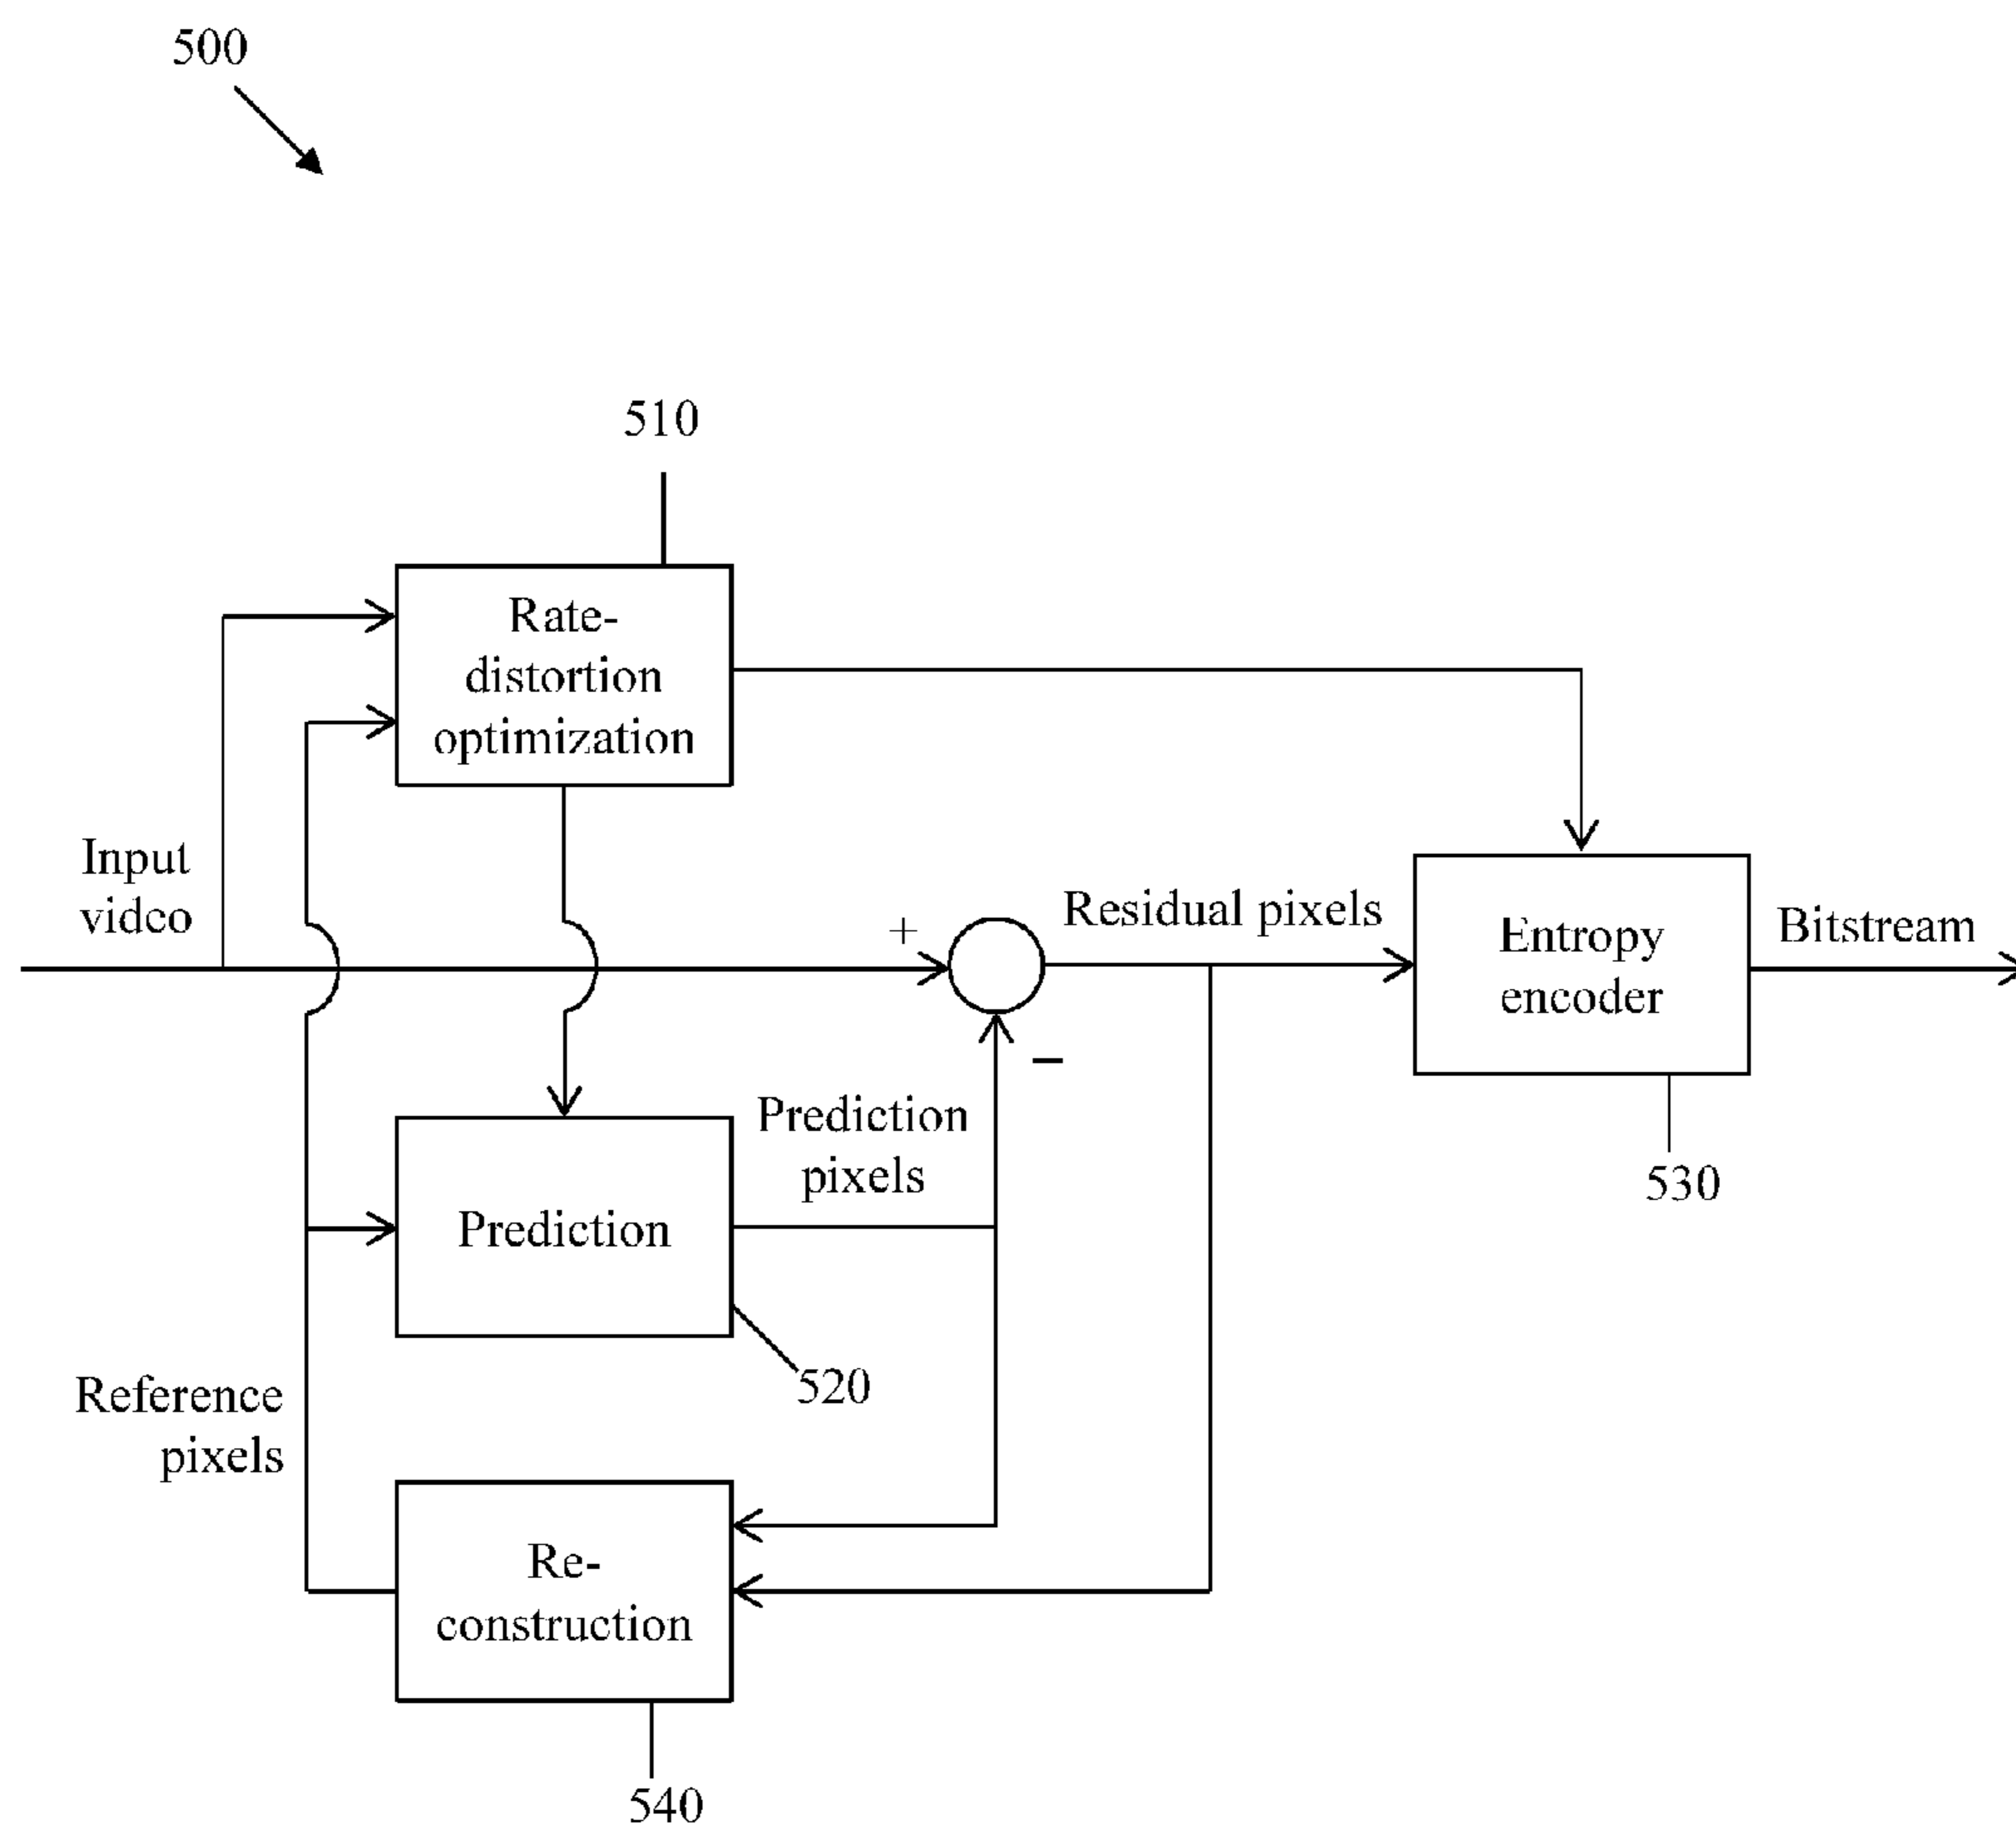 500
510
Rate-
distortion
optimization
Input
video
+
Residual pixels
Entropy
encoder
Bitstream
−
Prediction
pixels
530
Prediction
520
Reference
pixels
Re-
construction
540